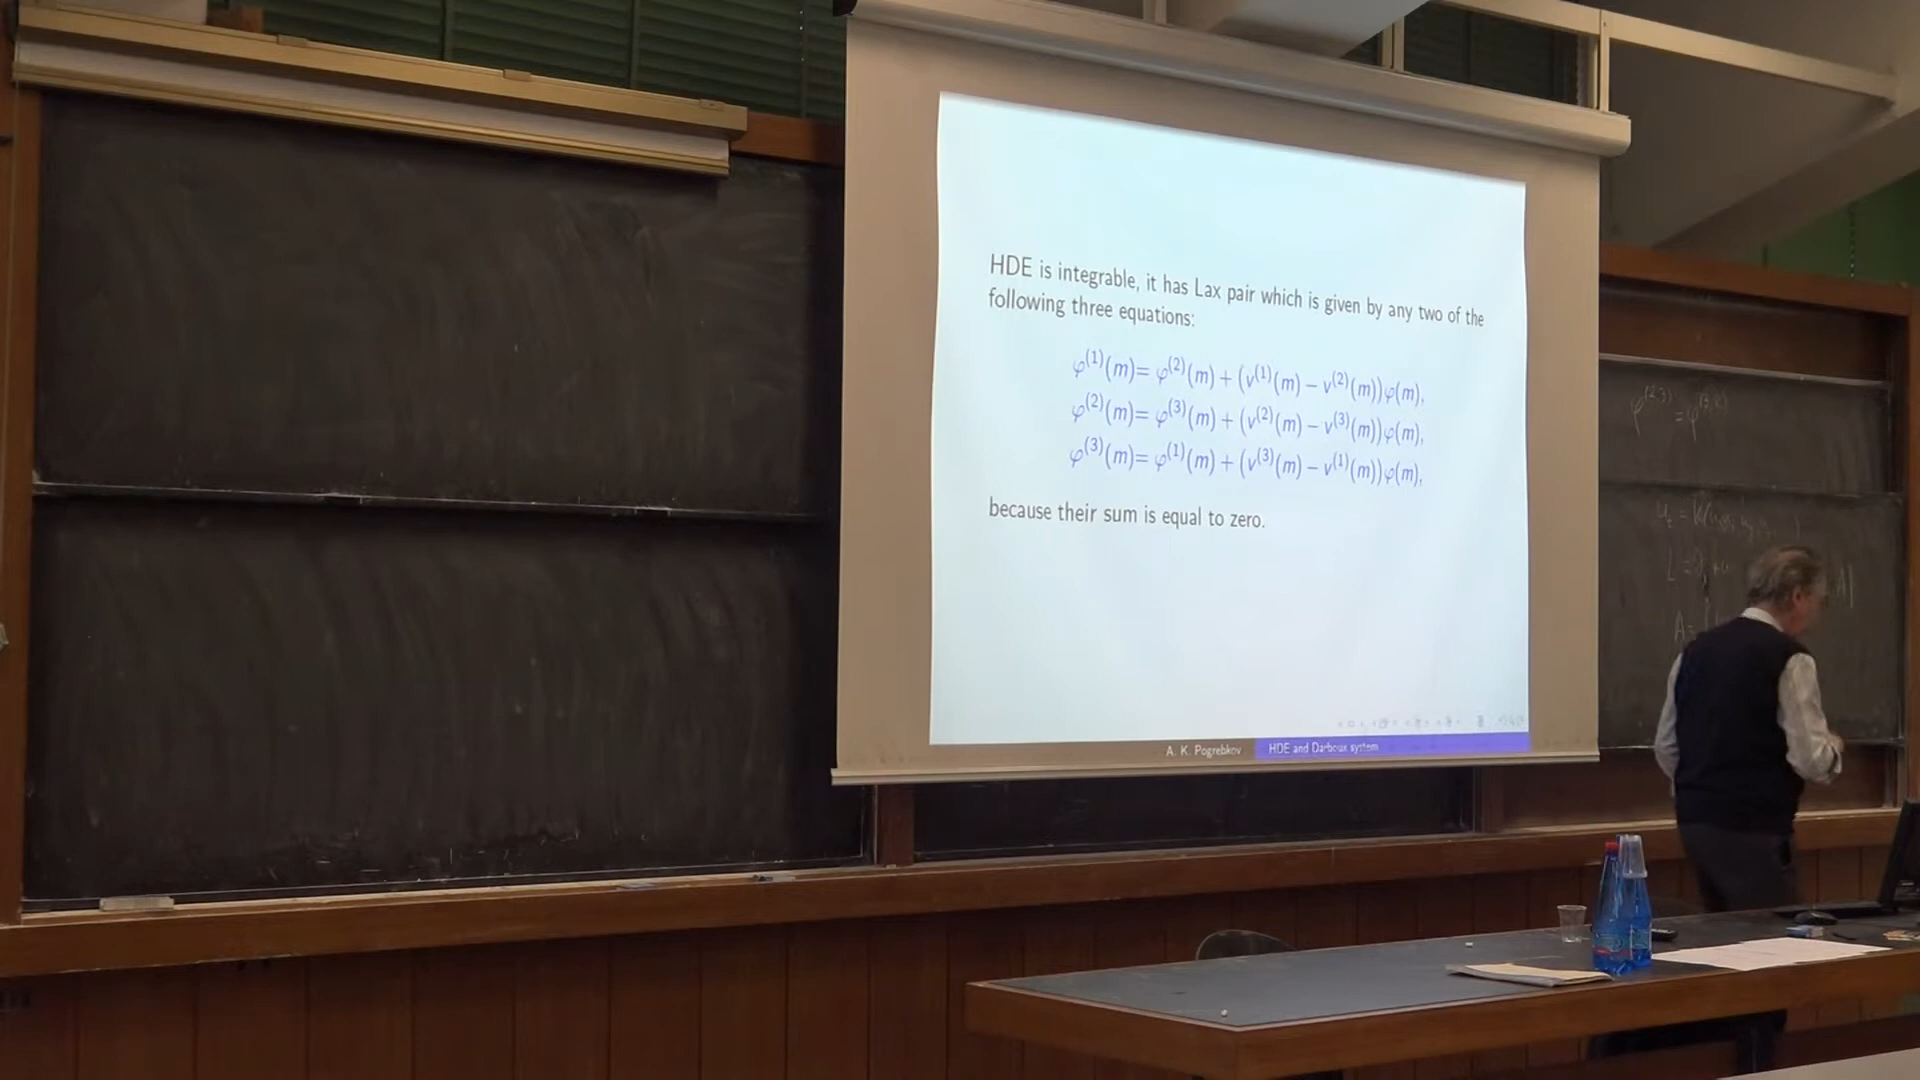 HDE is integrable, it has Lax pair which is given by any two of the
following three equations:
φ⁽¹⁾(m)= φ⁽²⁾(m) + (v⁽¹⁾(m) − v⁽²⁾(m))φ(m),
φ⁽²⁾(m)= φ⁽³⁾(m) + (v⁽²⁾(m) − v⁽³⁾(m))φ(m),
φ⁽³⁾(m)= φ⁽¹⁾(m) + (v⁽³⁾(m) − v⁽¹⁾(m))φ(m),
because their sum is equal to zero.
A. K. Pogrebkov HDE and Darboux system